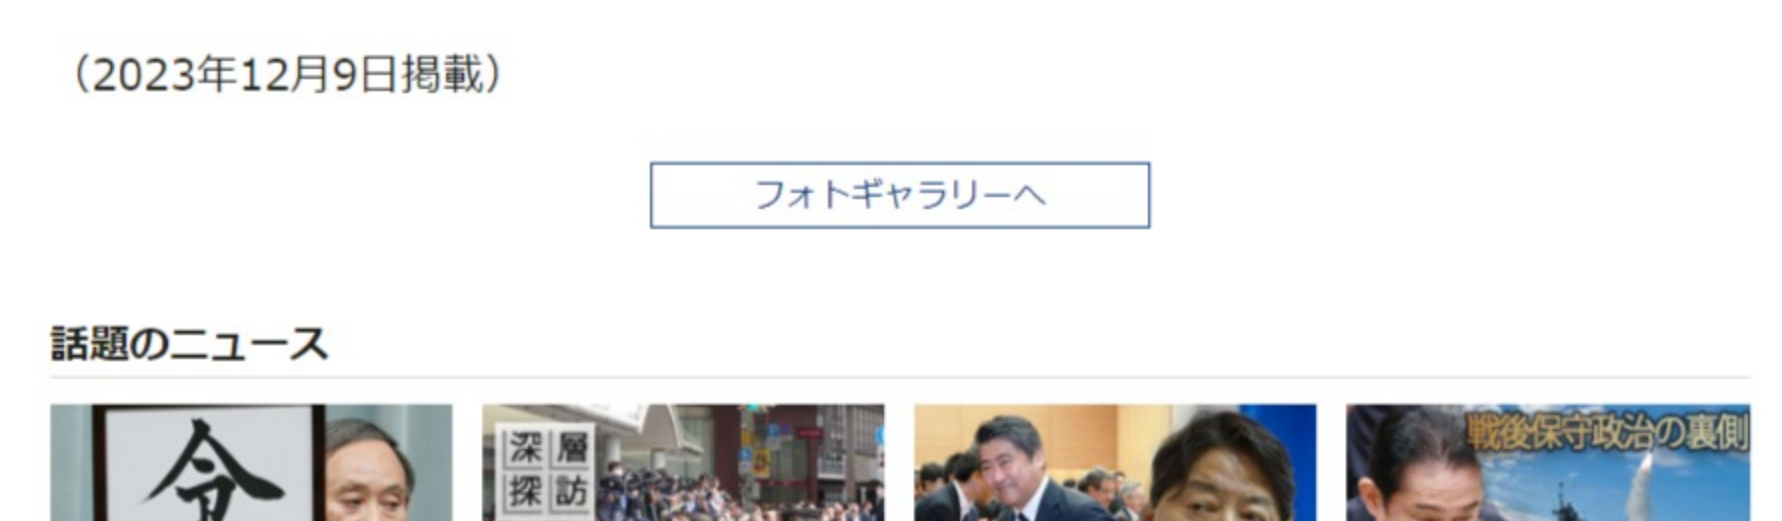 （2023年12月9日掲載）
フォトギャラリーへ
話題のニュース
令
深層
探訪
戦後保守政治の裏側